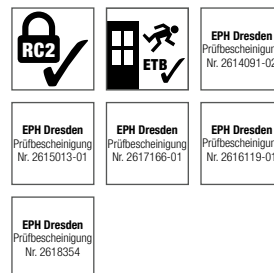 RC2
ETB
EPH Dresden
Prüfbescheinigung
Nr. 2614091-02
EPH Dresden
Prüfbescheinigung
Nr. 2615013-01
EPH Dresden
Prüfbescheinigung
Nr. 2617166-01
EPH Dresden
Prüfbescheinigung
Nr. 2616119-01
EPH Dresden
Prüfbescheinigung
Nr. 2618354